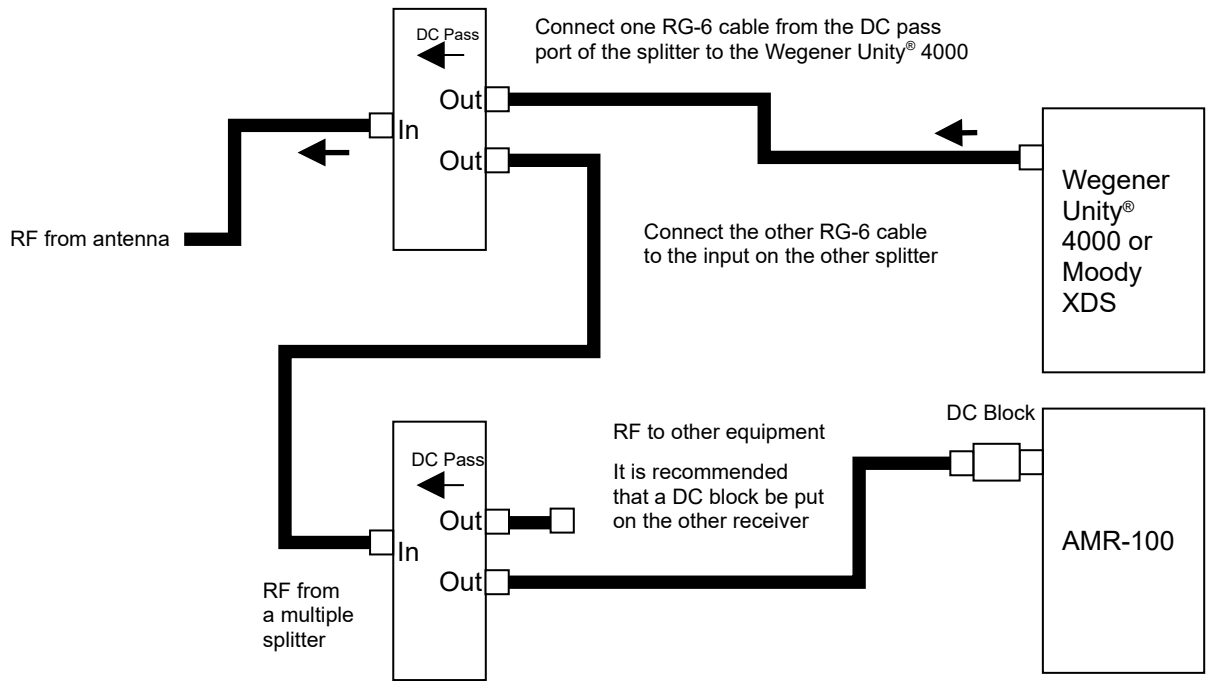 DC Pass
Connect one RG-6 cable from the DC pass
port of the splitter to the Wegener Unity® 4000
Out
In
Out
Wegener
Unity®
4000 or
Moody
XDS
RF from antenna
Connect the other RG-6 cable
to the input on the other splitter
DC Block
RF to other equipment
It is recommended
that a DC block be put
on the other receiver
DC Pass
Out
In
Out
AMR-100
RF from
a multiple
splitter